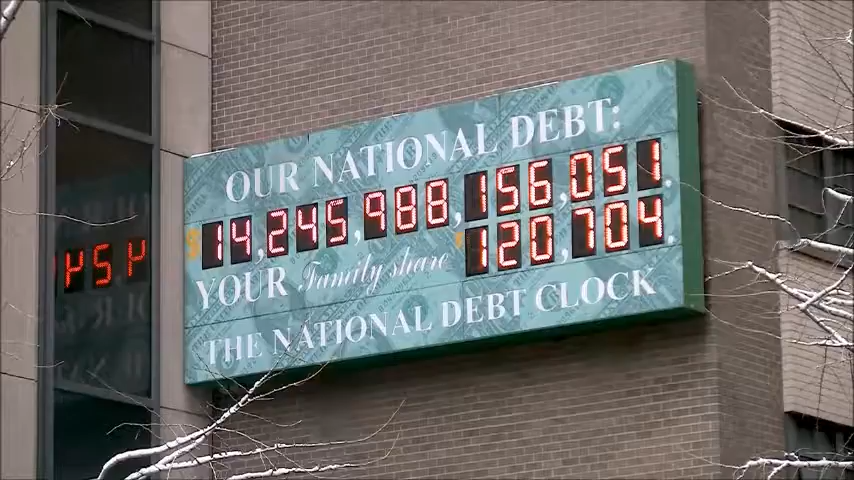 OUR NATIONAL DEBT:
$14,245,988,156,051.
YOUR Family share $120,704.
THE NATIONAL DEBT CLOCK